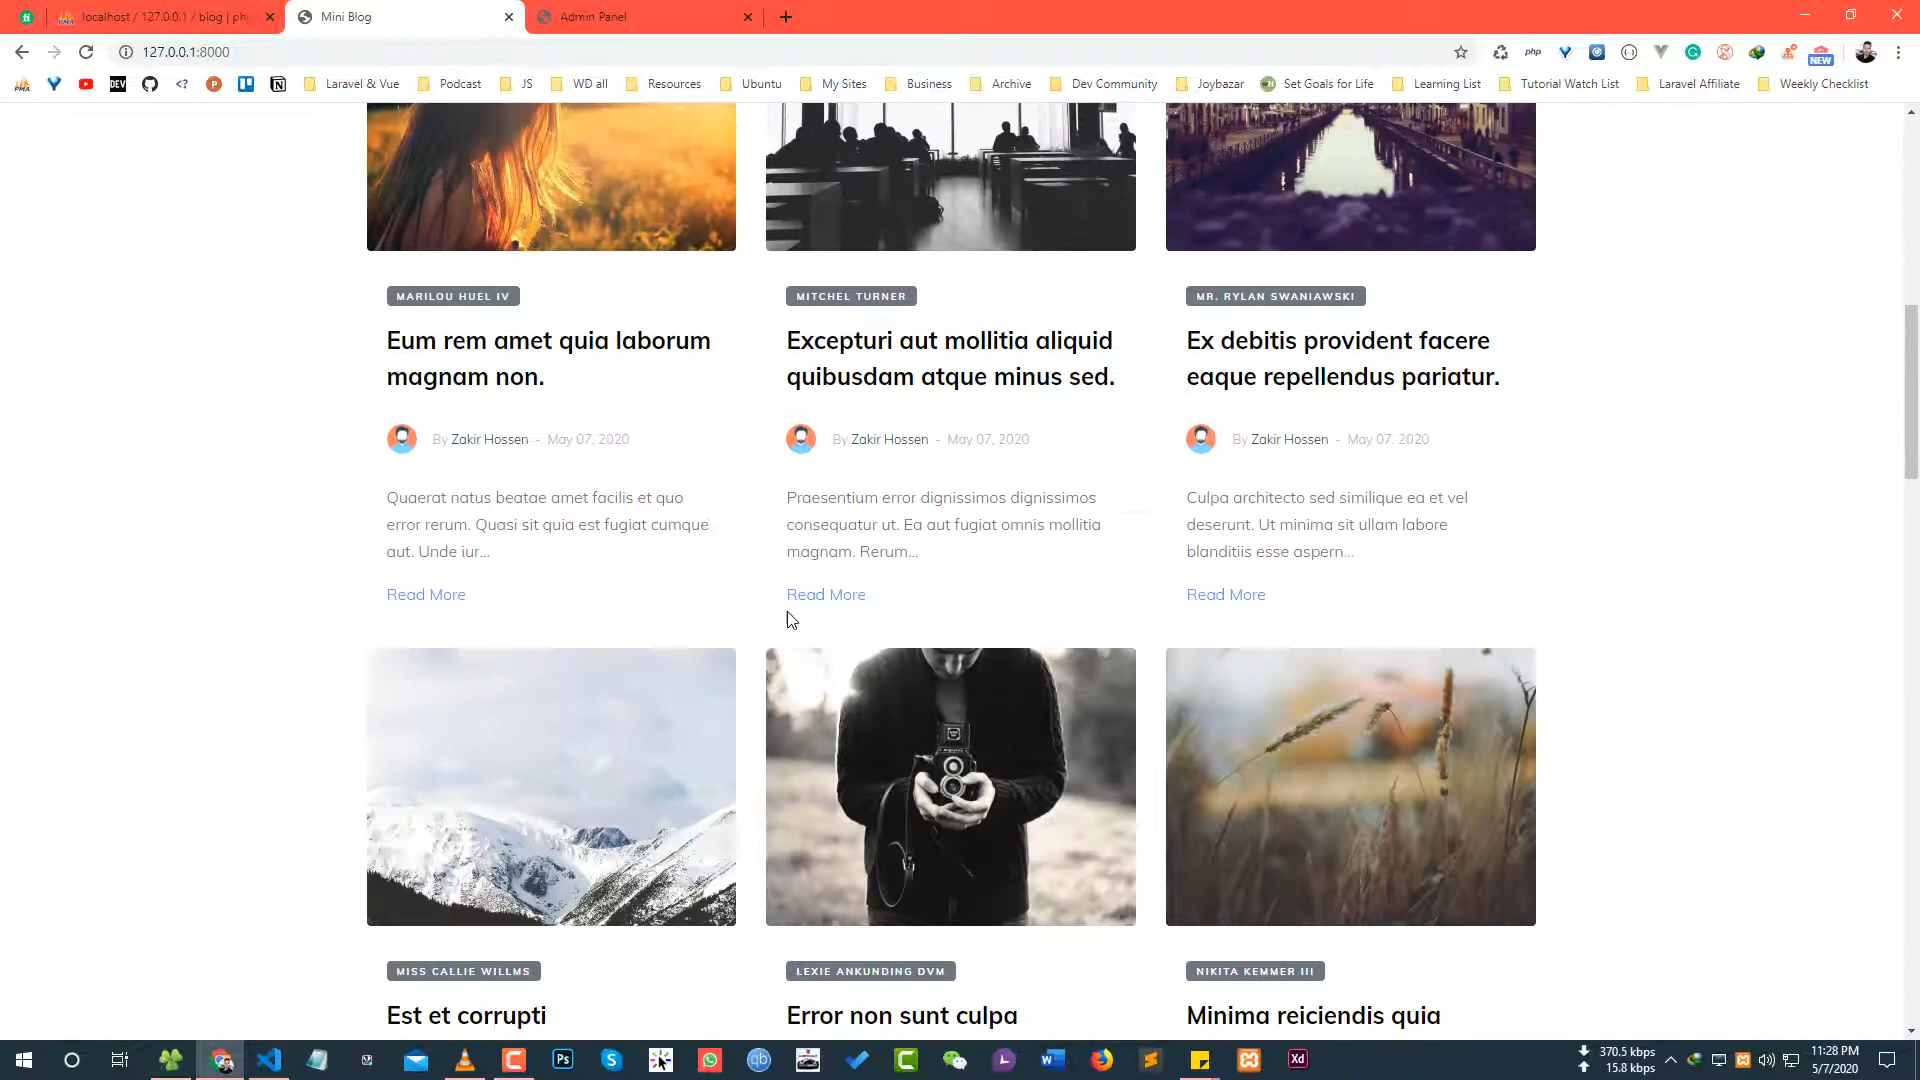 localhost / 127.0.0.1 / blog | ph
Mini Blog
Admin Panel
127.0.0.1:8000
php
NEW
PMA
DEV
Laravel & Vue
Podcast
JS
WD all
Resources
Ubuntu
My Sites
Business
Archive
Dev Community
Joybazar
Set Goals for Life
Learning List
Tutorial Watch List
Laravel Affiliate
Weekly Checklist
MARILOU HUEL IV
Eum rem amet quia laborum
magnam non.
By Zakir Hossen - May 07, 2020
Quaerat natus beatae amet facilis et quo
error rerum. Quasi sit quia est fugiat cumque
aut. Unde iur...
Read More
MITCHEL TURNER
Excepturi aut mollitia aliquid
quibusdam atque minus sed.
By Zakir Hossen - May 07, 2020
Praesentium error dignissimos dignissimos
consequatur ut. Ea aut fugiat omnis mollitia
magnam. Rerum...
Read More
MR. RYLAN SWANIAWSKI
Ex debitis provident facere
eaque repellendus pariatur.
By Zakir Hossen - May 07, 2020
Culpa architecto sed similique ea et vel
deserunt. Ut minima sit ullam labore
blanditiis esse aspern...
Read More
MISS CALLIE WILLMS
Est et corrupti
LEXIE ANKUNDING DVM
Error non sunt culpa
NIKITA KEMMER III
Minima reiciendis quia
Ps
qb
Xd
370.5 kbps
15.8 kbps
11:28 PM
5/7/2020